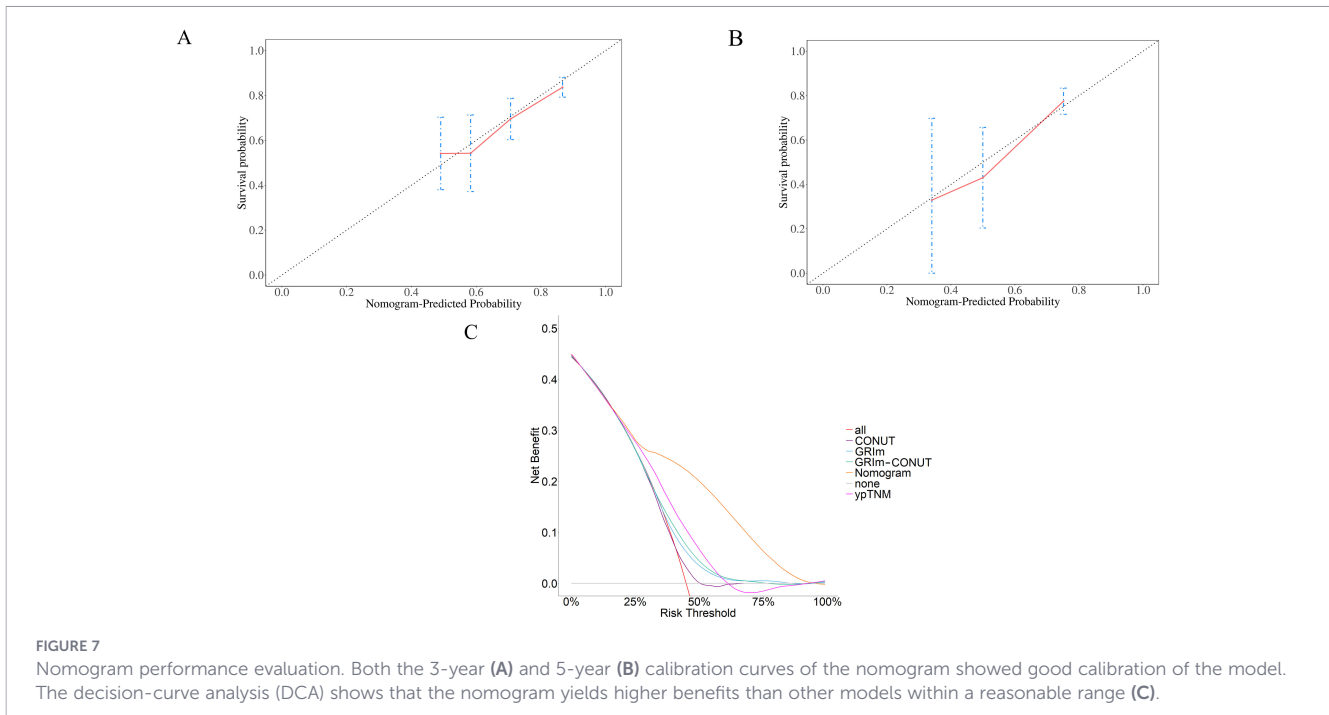 A
1.0
0.8
0.6
0.4
0.2
0.0
Survival probability
0.0 0.2 0.4 0.6 0.8 1.0
Nomogram-Predicted Probability
B
1.0
0.8
0.6
0.4
0.2
0.0
Survival probability
0.0 0.2 0.4 0.6 0.8 1.0
Nomogram-Predicted Probability
C
0.5
0.4
0.3
0.2
0.1
0.0
Net Benefit
0% 25% 50% 75% 100%
Risk Threshold
all
CONUT
GRIm
GRIm-CONUT
Nomogram
none
ypTNM
FIGURE 7
Nomogram performance evaluation. Both the 3-year (A) and 5-year (B) calibration curves of the nomogram showed good calibration of the model.
The decision-curve analysis (DCA) shows that the nomogram yields higher benefits than other models within a reasonable range (C).